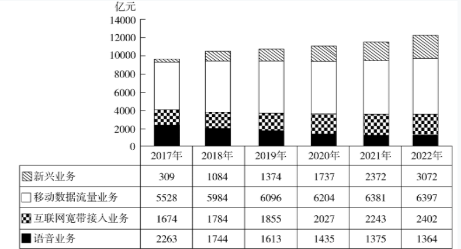 亿元
14000
12000
10000
8000
6000
4000
2000
0
2017年 2018年 2019年 2020年 2021年 2022年
新兴业务 309 1084 1374 1737 2372 3072
移动数据流量业务 5528 5984 6096 6204 6381 6397
互联网宽带接入业务 1674 1784 1855 2027 2243 2402
语音业务 2263 1744 1613 1435 1375 1364